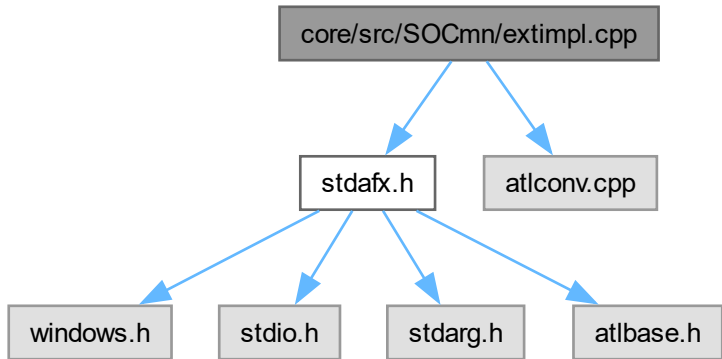 core/src/SOCmn/extimpl.cpp
stdafx.h
atlconv.cpp
windows.h
stdio.h
stdarg.h
atlbase.h